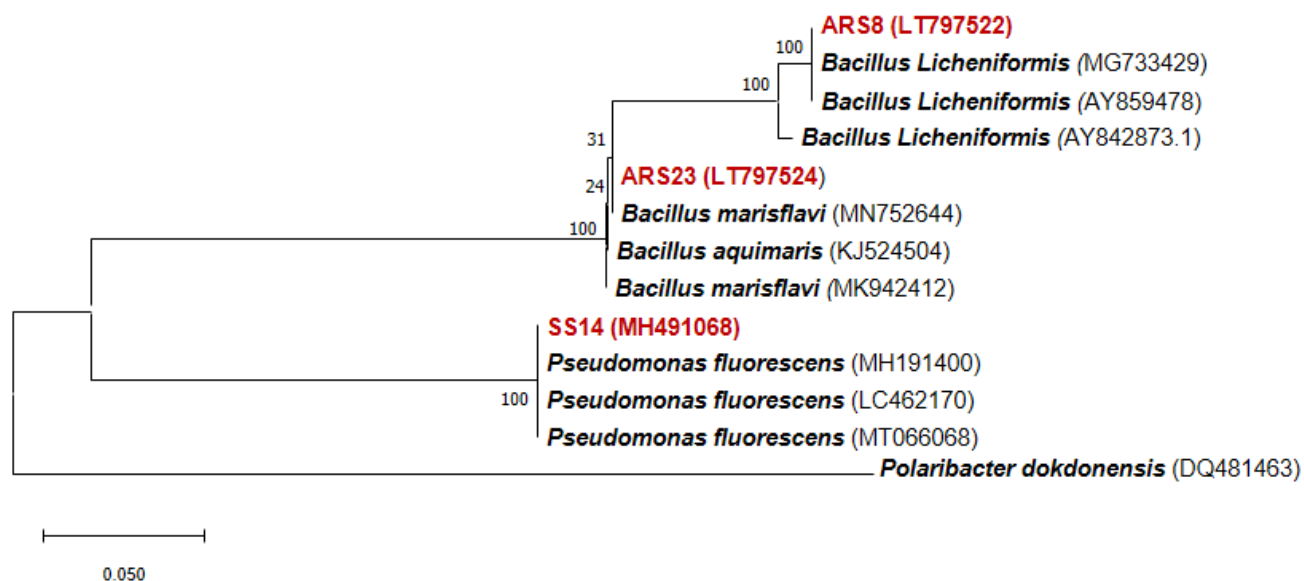 ARS8 (LT797522)
100
Bacillus Licheniformis (MG733429)
100
Bacillus Licheniformis (AY859478)
Bacillus Licheniformis (AY842873.1)
31
ARS23 (LT797524)
24
Bacillus marisflavi (MN752644)
100
Bacillus aquimaris (KJ524504)
Bacillus marisflavi (MK942412)
SS14 (MH491068)
Pseudomonas fluorescens (MH191400)
100
Pseudomonas fluorescens (LC462170)
Pseudomonas fluorescens (MT066068)
Polaribacter dokdonensis (DQ481463)
0.050